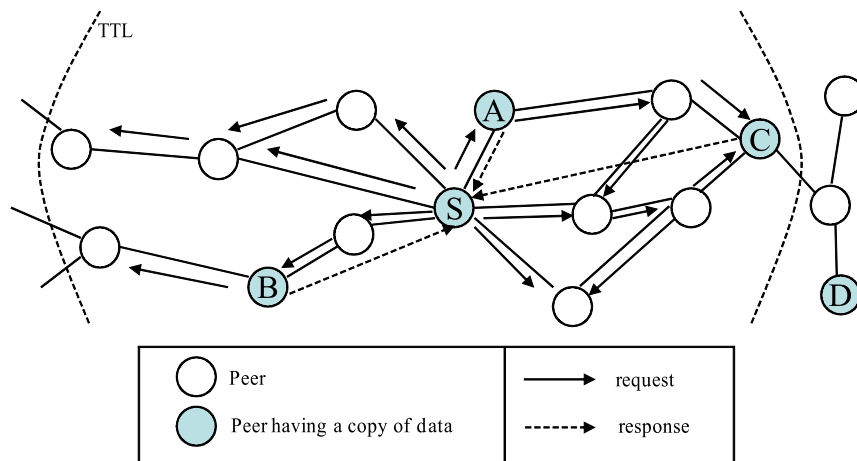 TTL
A
C
S
B
D
Peer
request
Peer having a copy of data
response